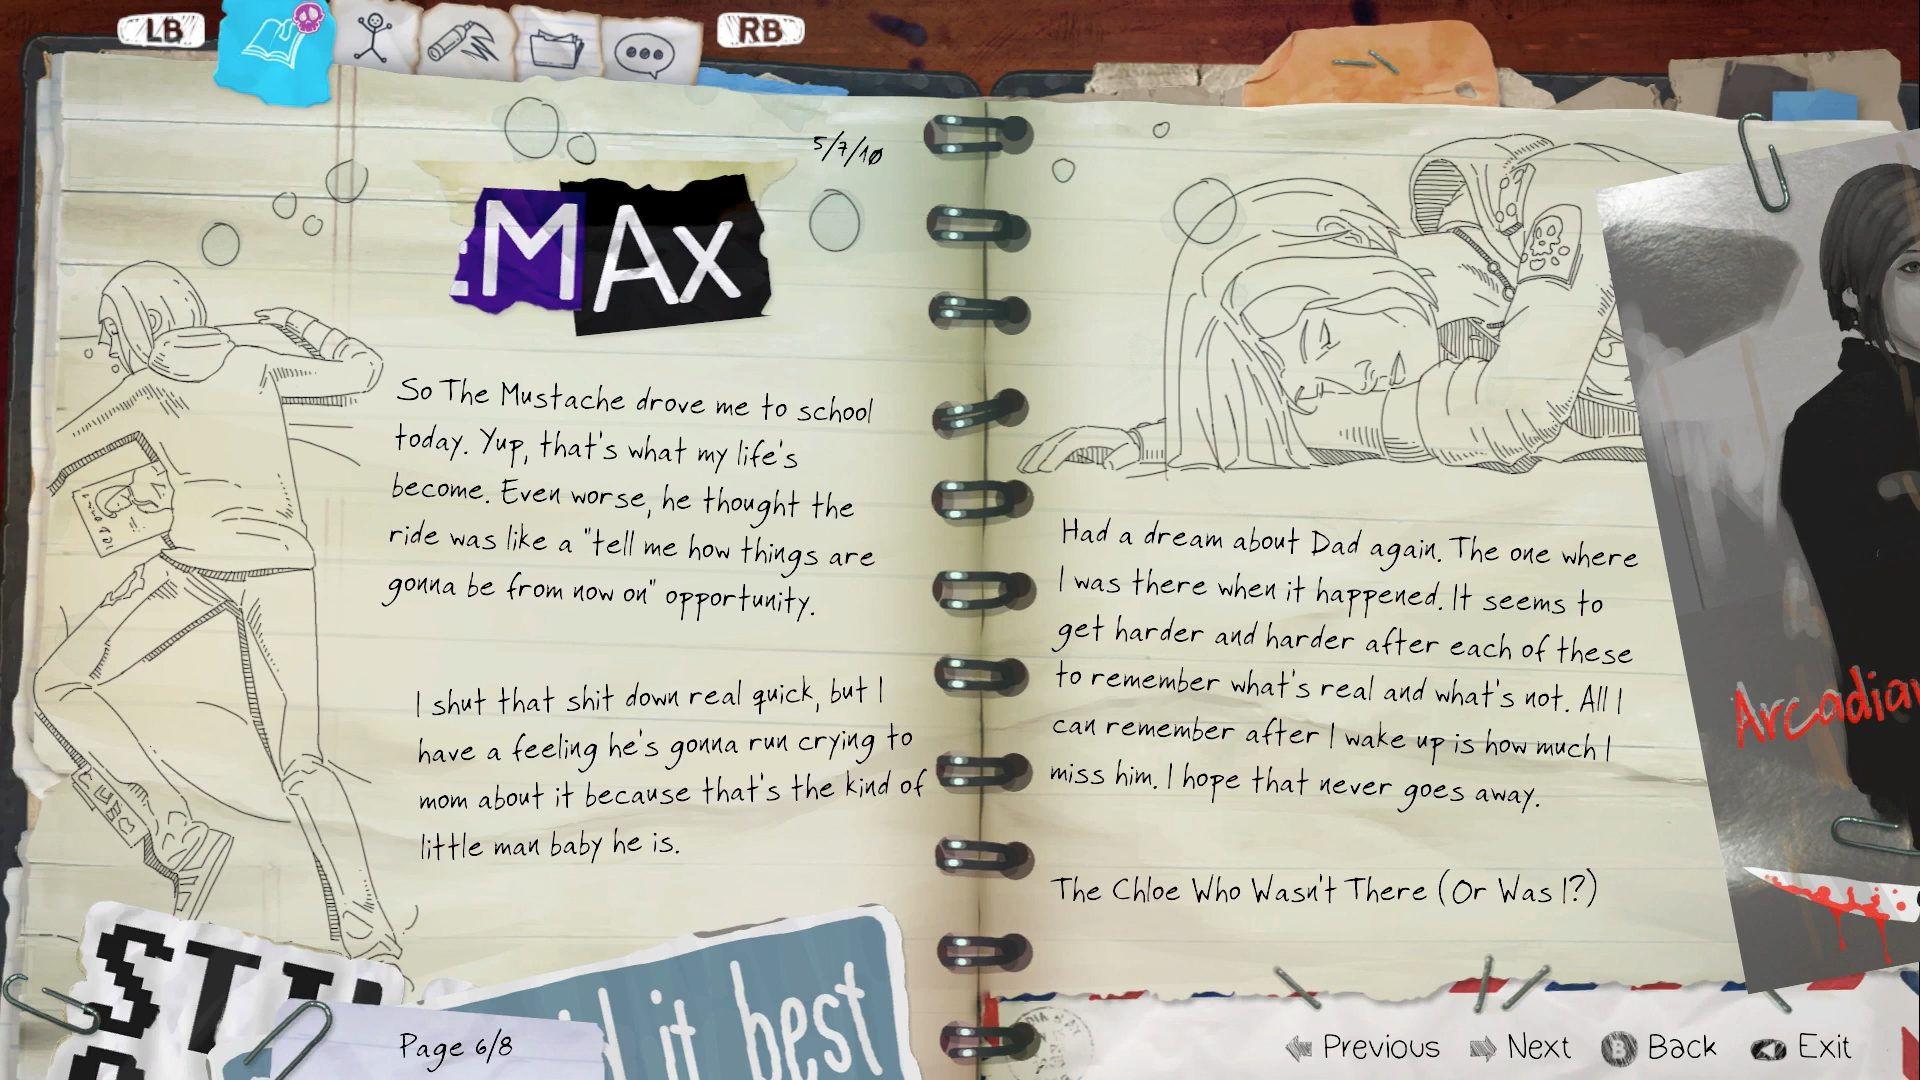 LB
RB
5/7/10
MAX
So The Mustache drove me to school
today. Yup, that's what my life's
become. Even worse, he thought the
ride was like a "tell me how things are
gonna be from now on" opportunity.
I shut that shit down real quick, but I
have a feeling he's gonna run crying to
mom about it because that's the kind of
little man baby he is.
Had a dream about Dad again. The one where
I was there when it happened. It seems to
get harder and harder after each of these
to remember what's real and what's not. All I
can remember after I wake up is how much I
miss him. I hope that never goes away.
The Chloe Who Wasn't There (Or Was I?)
Arcadian
it best
Page 6/8
Previous
Next
B Back
Exit